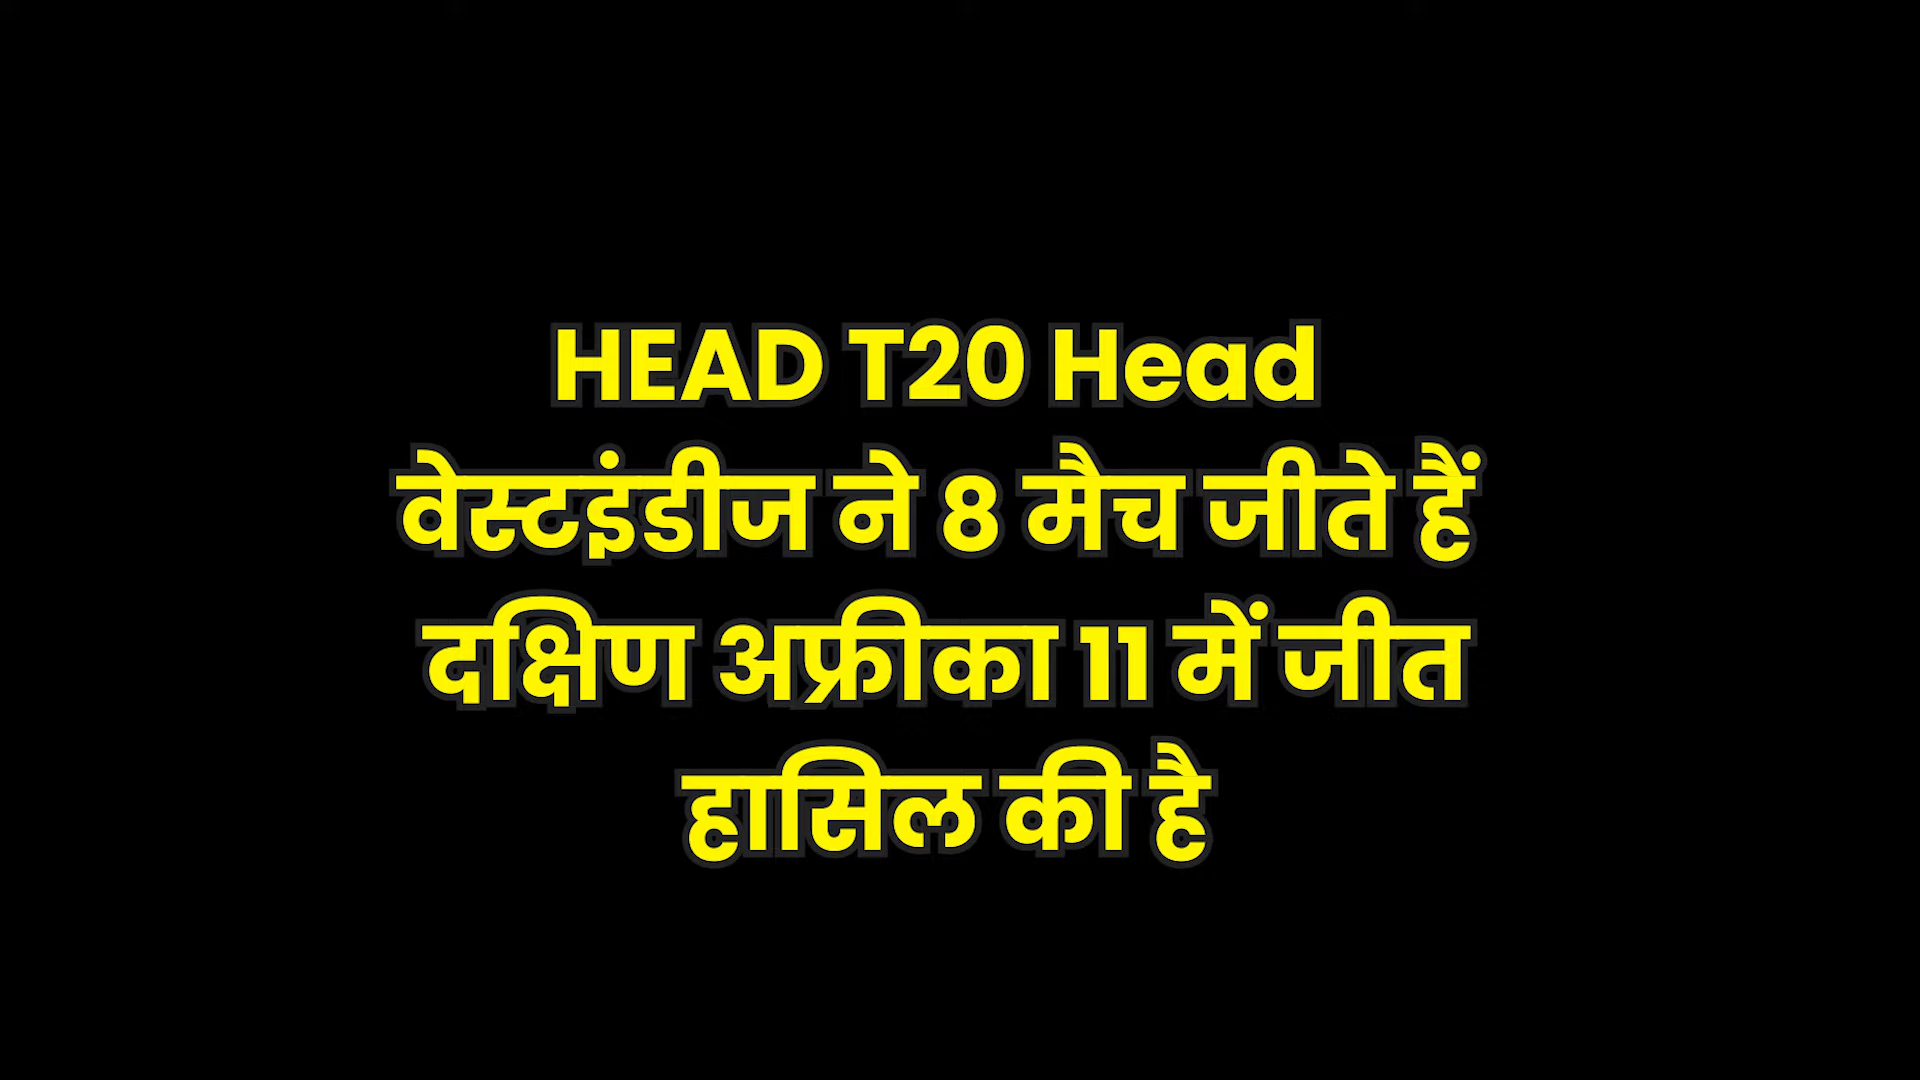 HEAD T20 Head
वेस्टइंडीज ने 8 मैच जीते हैं
दक्षिण अफ्रीका 11 में जीत
हासिल की है